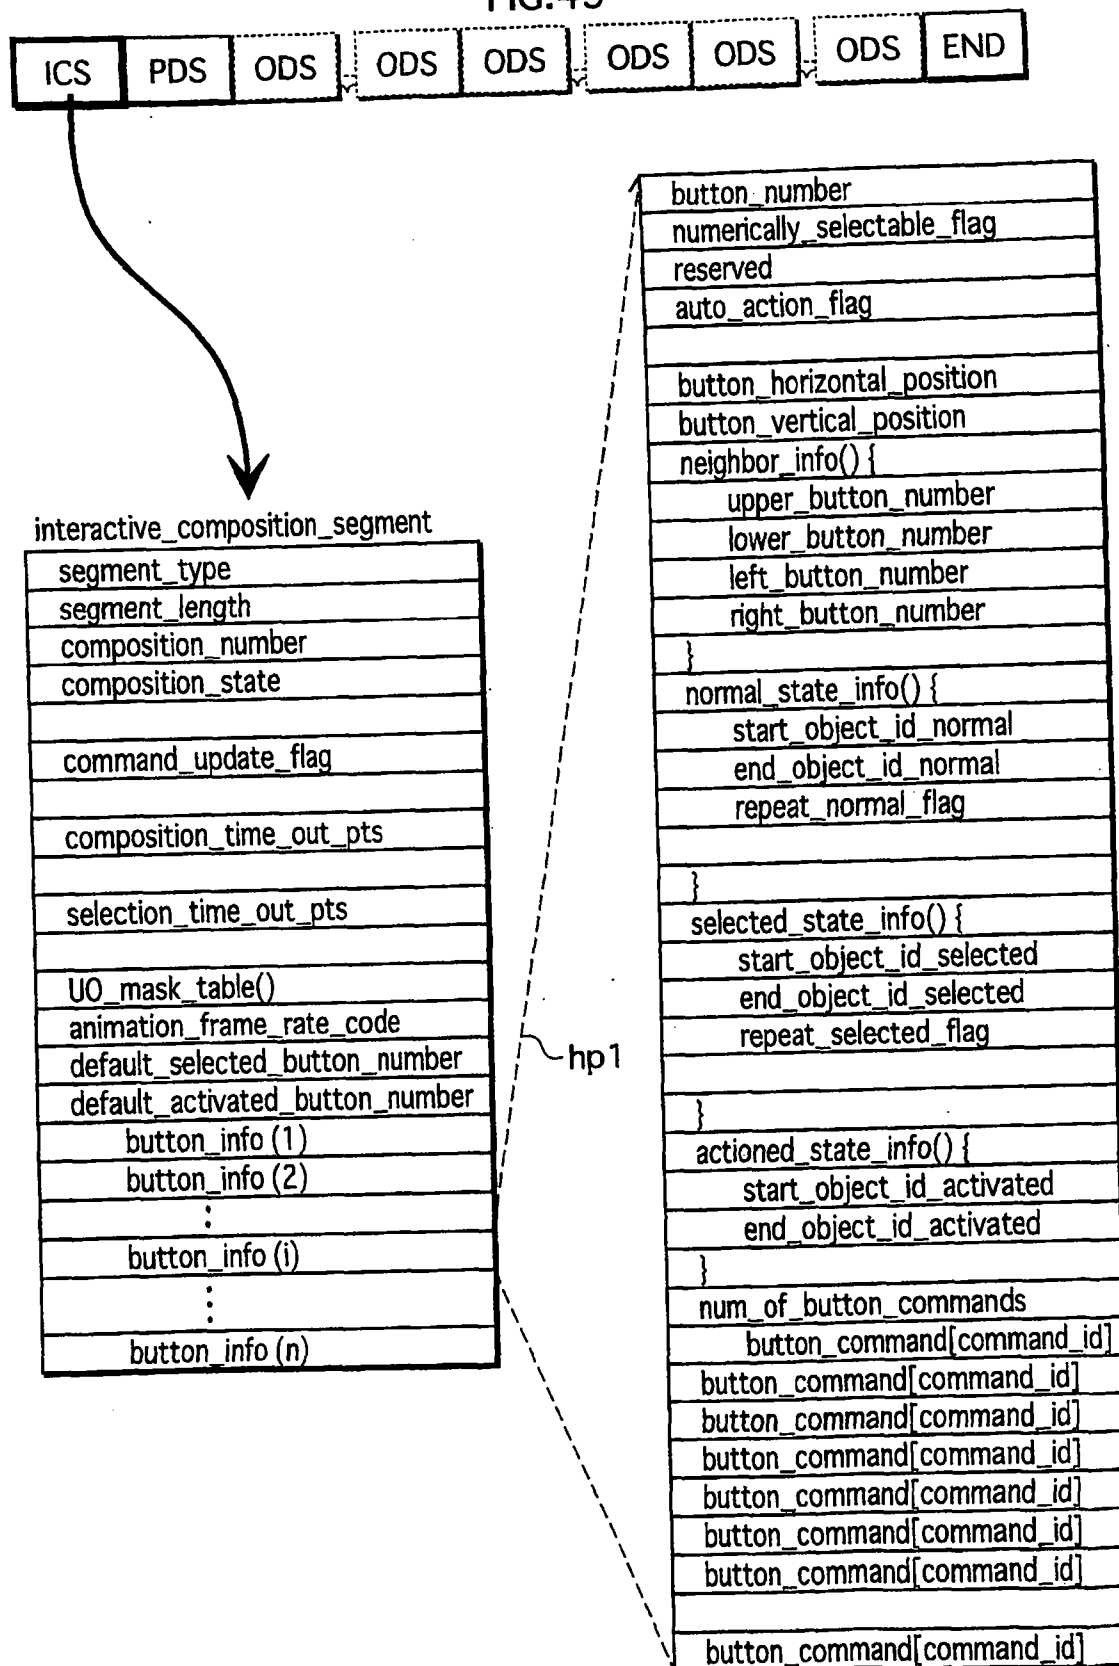 ICS PDS ODS ODS ODS ODS ODS ODS END
interactive_composition_segment
segment_type
segment_length
composition_number
composition_state
command_update_flag
composition_time_out_pts
selection_time_out_pts
UO_mask_table()
animation_frame_rate_code
default_selected_button_number
default_activated_button_number
button_info (1)
button_info (2)
⋮
button_info (i)
⋮
button_info (n)
hp1
button_number
numerically_selectable_flag
reserved
auto_action_flag
button_horizontal_position
button_vertical_position
neighbor_info() {
upper_button_number
lower_button_number
left_button_number
right_button_number
}
normal_state_info() {
start_object_id_normal
end_object_id_normal
repeat_normal_flag
}
selected_state_info() {
start_object_id_selected
end_object_id_selected
repeat_selected_flag
}
actioned_state_info() {
start_object_id_activated
end_object_id_activated
}
num_of_button_commands
button_command[command_id]
button_command[command_id]
button_command[command_id]
button_command[command_id]
button_command[command_id]
button_command[command_id]
button_command[command_id]
button_command[command_id]